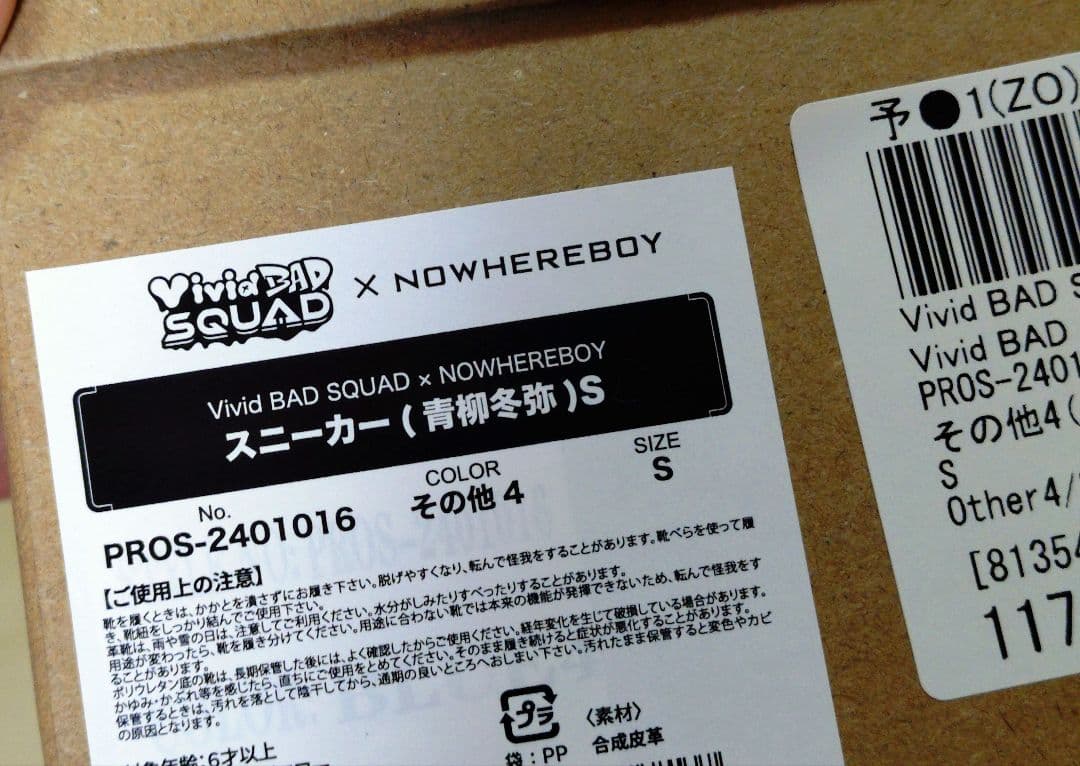 Vivid BAD SQUAD × NOWHEREBOY
Vivid BAD SQUAD × NOWHEREBOY
スニーカー(青柳冬弥)S
No.
PROS-2401016
COLOR
その他 4
SIZE
S
【ご使用上の注意】
靴を履くときは、かかとを潰さずにお履き下さい。脱げやすくなり、転んで怪我をすることがあります。靴べらを使って履
き、靴紐をしっかり結んでご使用下さい。
革靴は、雨や雪の日は、注意してご利用ください。水分がしみたりすべったりすることがあります。
用途が変わったら、靴を履き分けてください。用途に合わない靴では本来の機能が発揮できないため、転んで怪我をす
ることがあります。
ポリウレタン底の靴は、長期保管した後には、よく確認したからご使用ください。経年変化を生じて破損している場合があります。
かゆみ・かぶれ等を感じたら、直ちにご使用をとめてください。そのまま履き続けると症状が悪化することがあります。
保管するときは、汚れを落として陰干してから、通期の良いところへおしまい下さい。汚れたまま保管すると変色やカビ
の原因となります。
対象年齢:6才以上
プラ
袋:PP
〈素材〉
合成皮革
予●1(ZO)
Vivid BAD S
Vivid BAD
PROS-2401
その他4(
S
Other4/
[8135
117